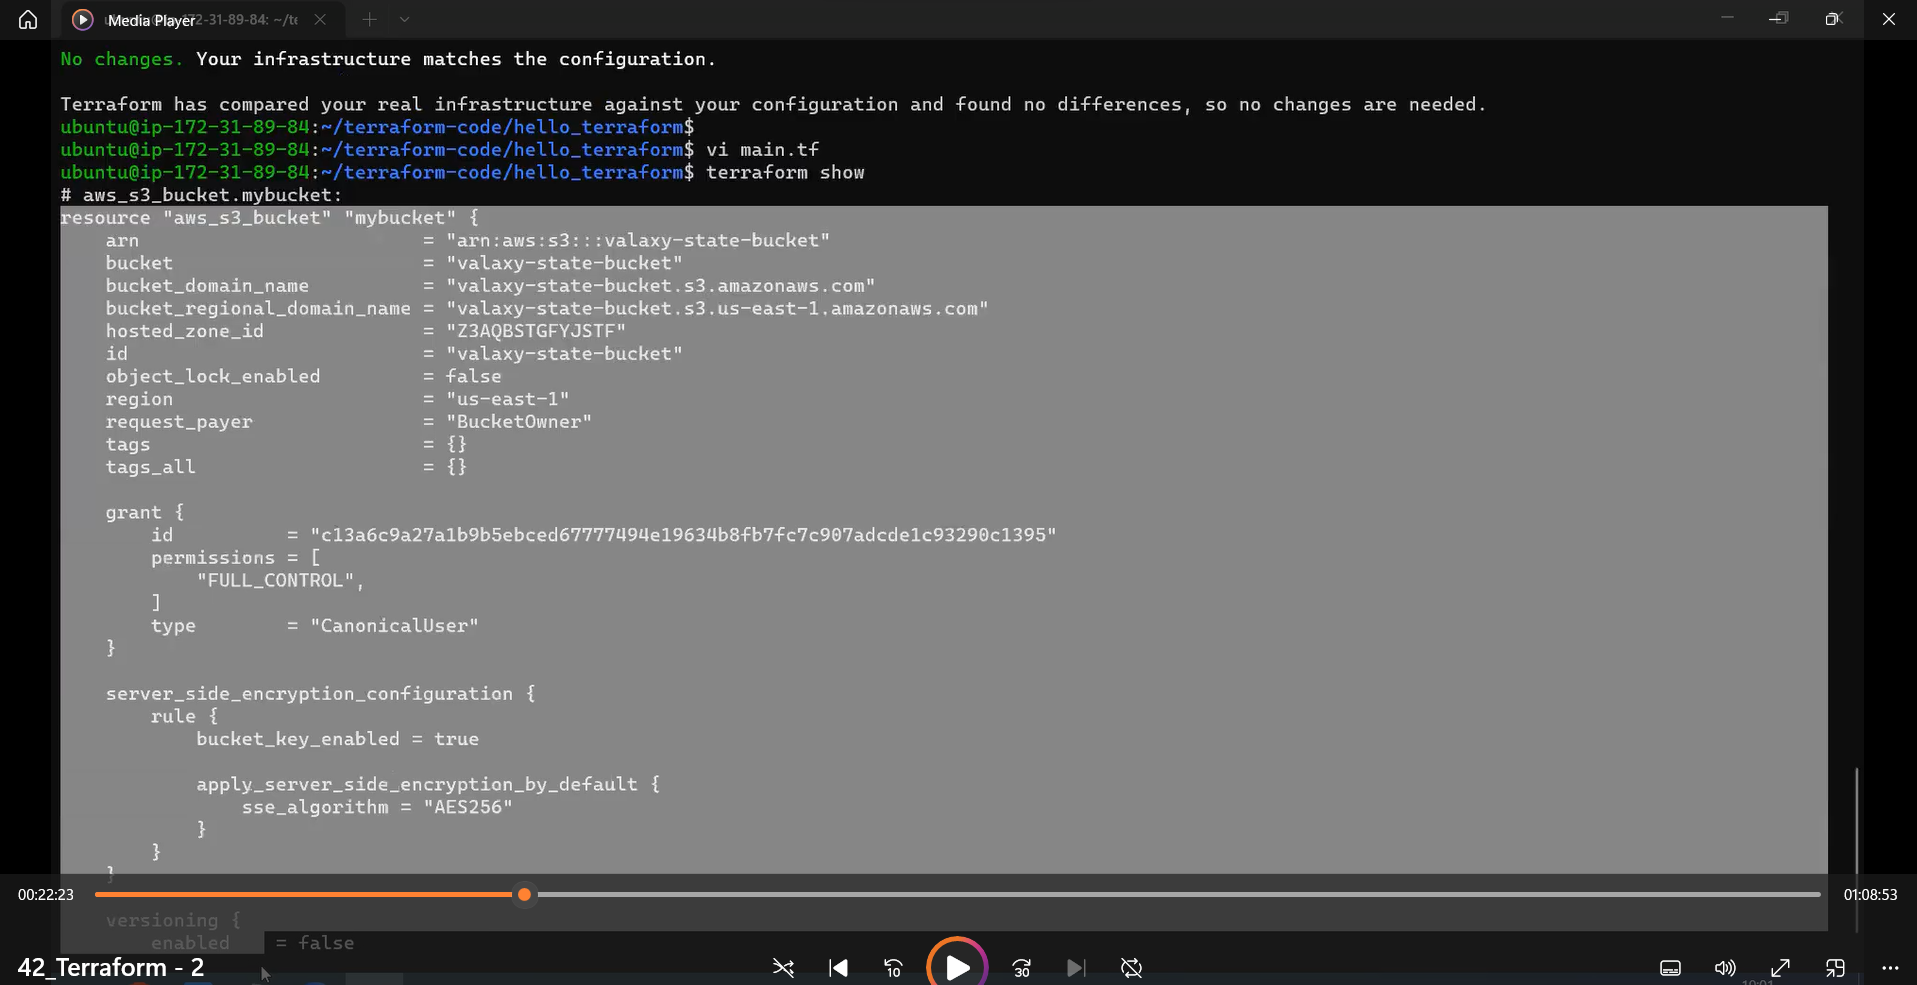 Media Player
No changes. Your infrastructure matches the configuration.
Terraform has compared your real infrastructure against your configuration and found no differences, so no changes are needed.
ubuntu@ip-172-31-89-84:~/terraform-code/hello_terraform$
ubuntu@ip-172-31-89-84:~/terraform-code/hello_terraform$ vi main.tf
ubuntu@ip-172-31-89-84:~/terraform-code/hello_terraform$ terraform show
# aws_s3_bucket.mybucket:
resource "aws_s3_bucket" "mybucket" {
    arn                         = "arn:aws:s3:::valaxy-state-bucket"
    bucket                      = "valaxy-state-bucket"
    bucket_domain_name          = "valaxy-state-bucket.s3.amazonaws.com"
    bucket_regional_domain_name = "valaxy-state-bucket.s3.us-east-1.amazonaws.com"
    hosted_zone_id              = "Z3AQBSTGFYJSTF"
    id                          = "valaxy-state-bucket"
    object_lock_enabled         = false
    region                      = "us-east-1"
    request_payer               = "BucketOwner"
    tags                        = {}
    tags_all                    = {}
    grant {
        id          = "c13a6c9a27a1b9b5ebced67777494e19634b8fb7fc7c907adcde1c93290c1395"
        permissions = [
            "FULL_CONTROL",
        ]
        type        = "CanonicalUser"
    }
    server_side_encryption_configuration {
        rule {
            bucket_key_enabled = true
            apply_server_side_encryption_by_default {
                sse_algorithm = "AES256"
            }
        }
    }
00:22:23
01:08:53
    versioning {
        enabled    = false
42_Terraform - 2
10
30